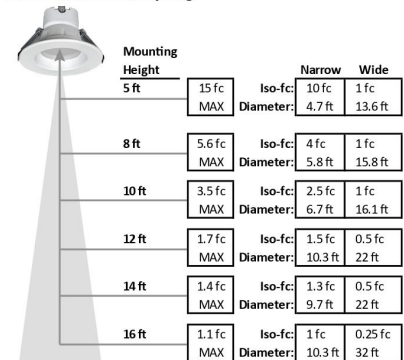 Mounting
Height Narrow Wide
5 ft 15 fc Iso-fc: 10 fc 1 fc
MAX Diameter: 4.7 ft 13.6 ft
8 ft 5.6 fc Iso-fc: 4 fc 1 fc
MAX Diameter: 5.8 ft 15.8 ft
10 ft 3.5 fc Iso-fc: 2.5 fc 1 fc
MAX Diameter: 6.7 ft 16.1 ft
12 ft 1.7 fc Iso-fc: 1.5 fc 0.5 fc
MAX Diameter: 10.3 ft 22 ft
14 ft 1.4 fc Iso-fc: 1.3 fc 0.5 fc
MAX Diameter: 9.7 ft 22 ft
16 ft 1.1 fc Iso-fc: 1 fc 0.25 fc
MAX Diameter: 10.3 ft 32 ft